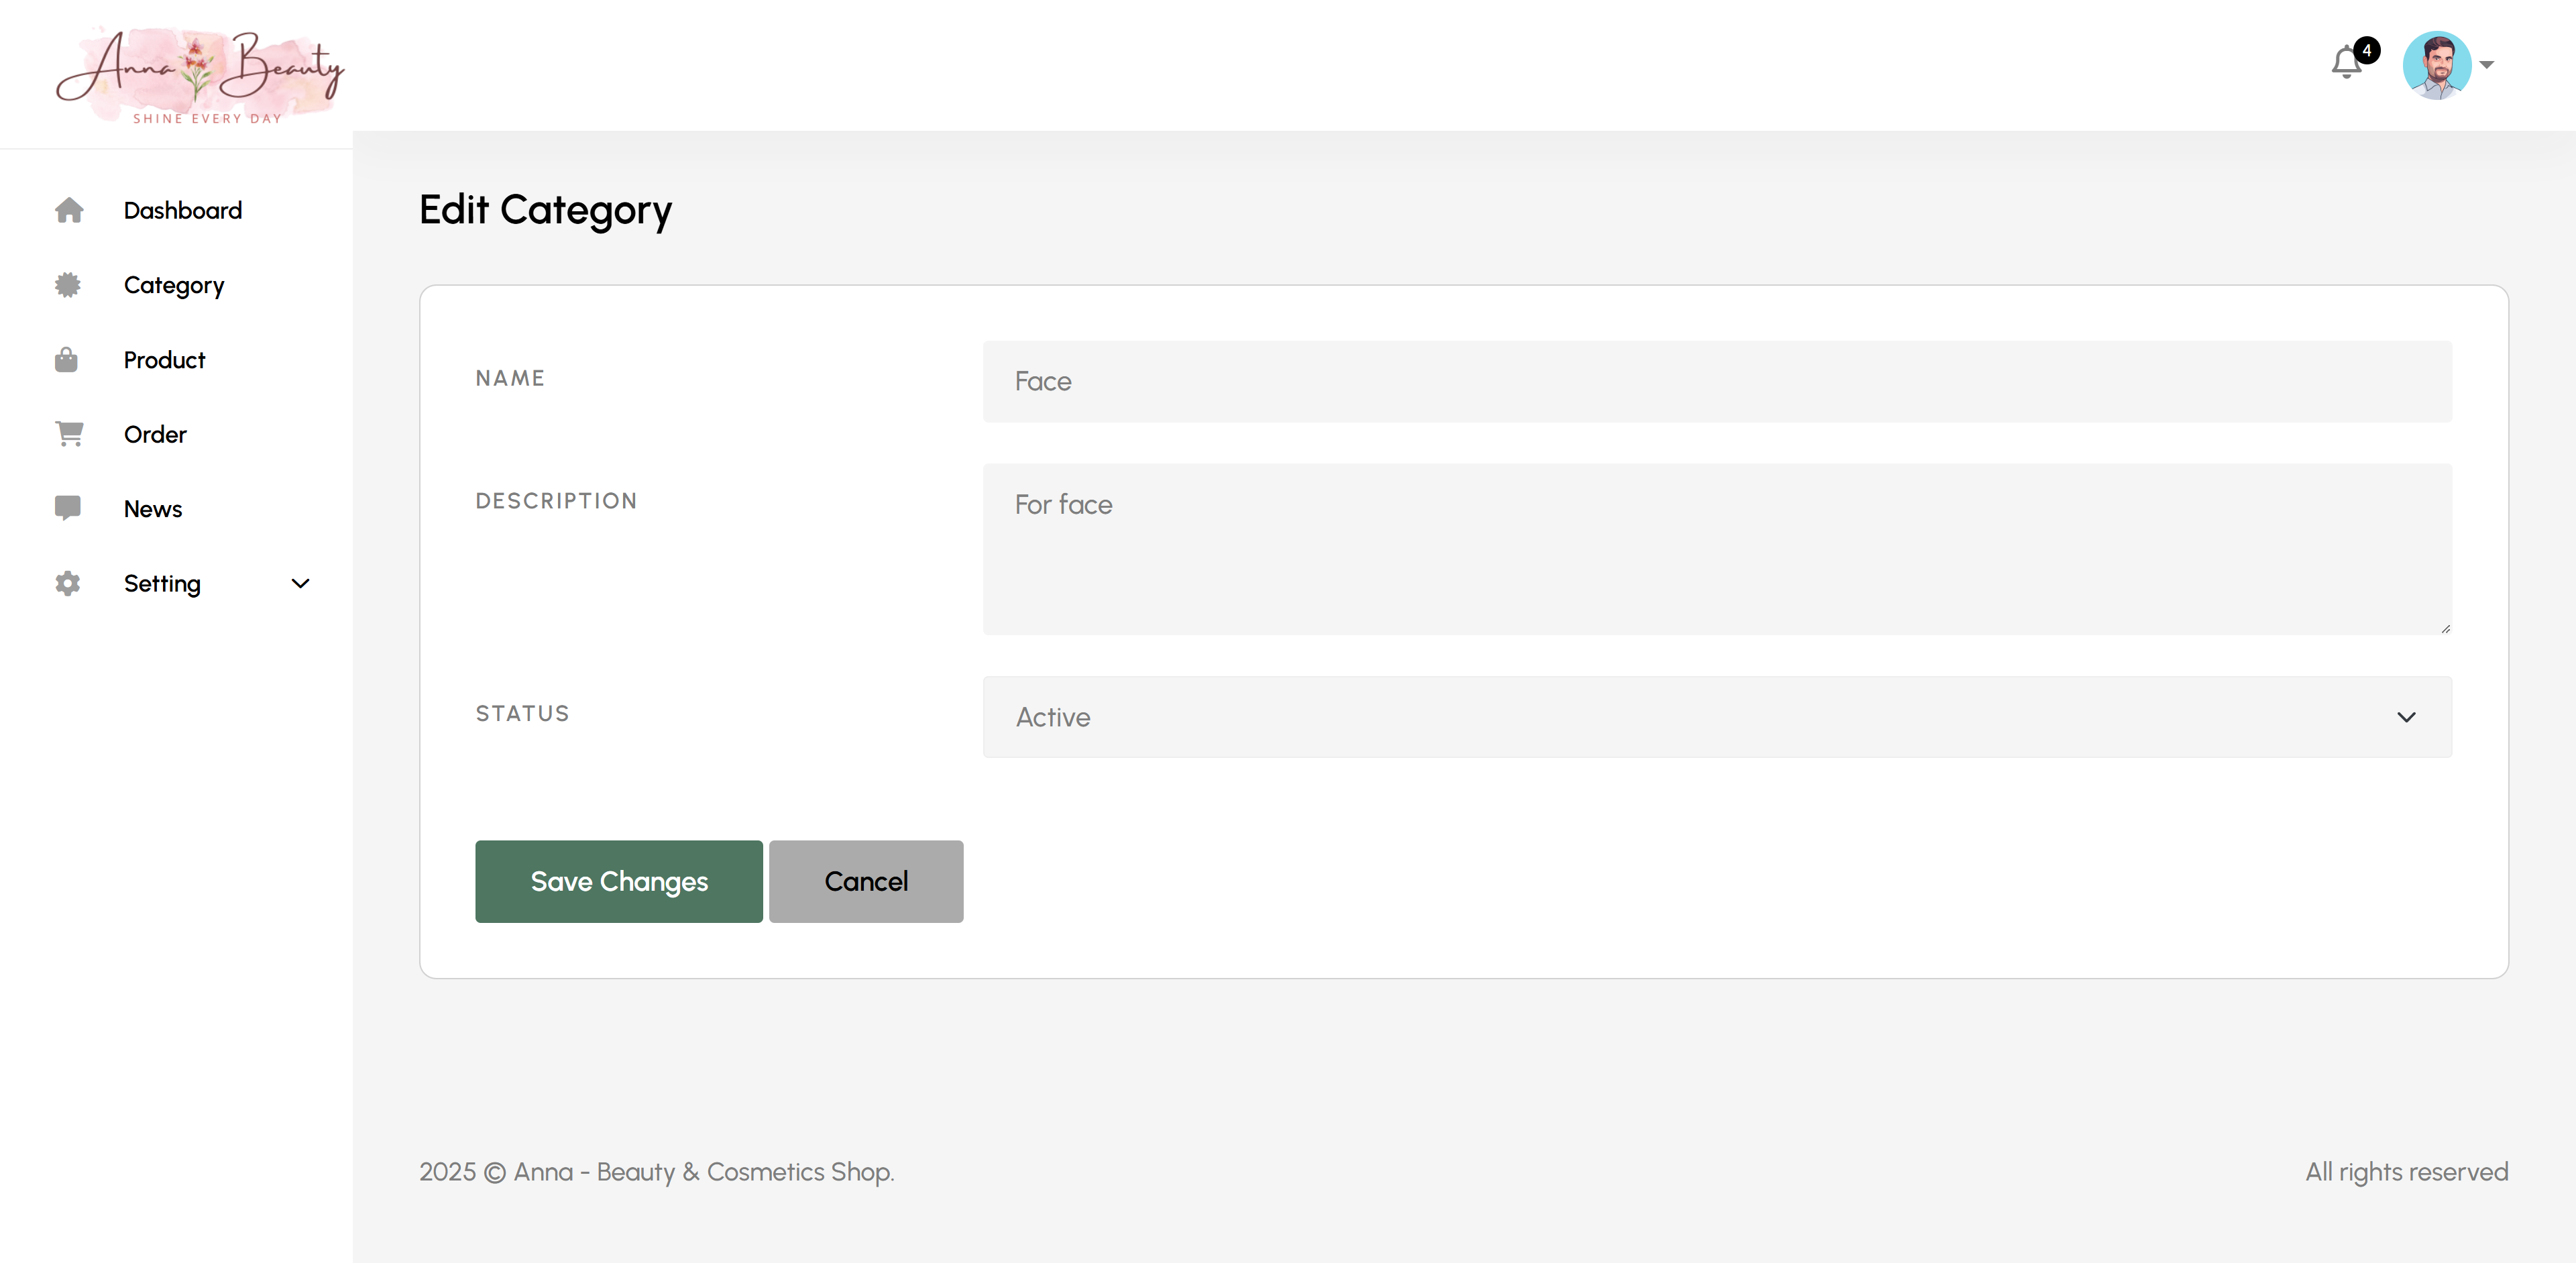 Anna Beauty
SHINE EVERY DAY
4
Dashboard
Category
Product
Order
News
Setting
Edit Category
NAME
Face
DESCRIPTION
For face
STATUS
Active
Save Changes
Cancel
2025 © Anna - Beauty & Cosmetics Shop.
All rights reserved